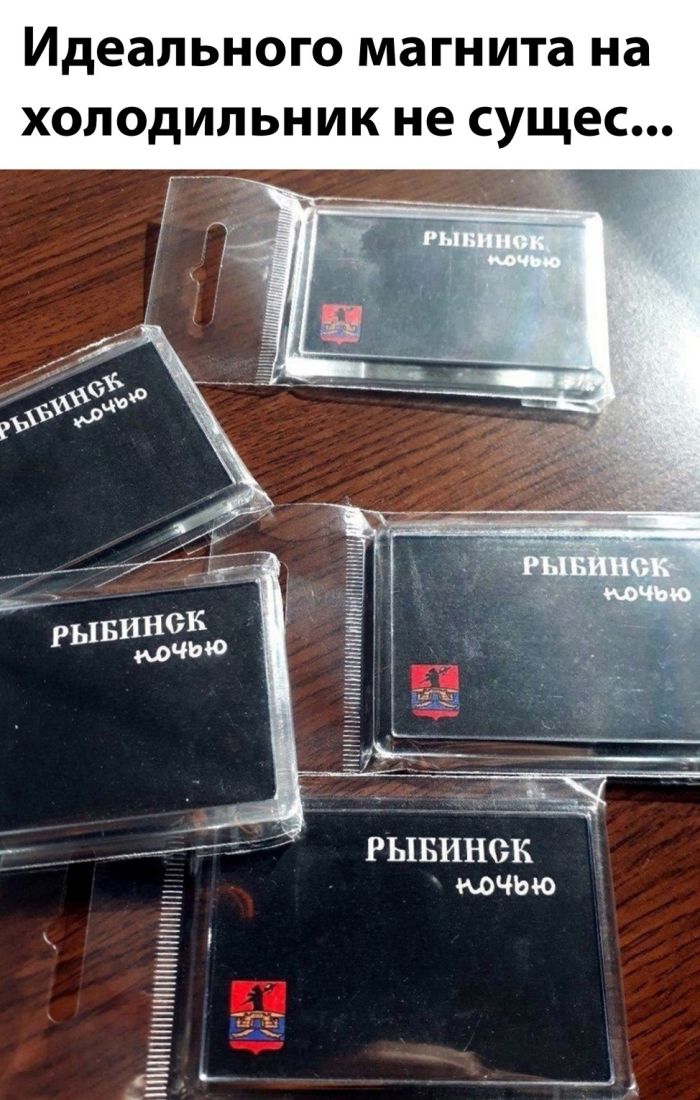 Идеального магнита на
холодильник не сущес...
РЫБИНСК
ночью
РЫБИНСК
ночью
РЫБИНСК
ночью
РЫБИНСК
ночью
РЫБИНСК
ночью